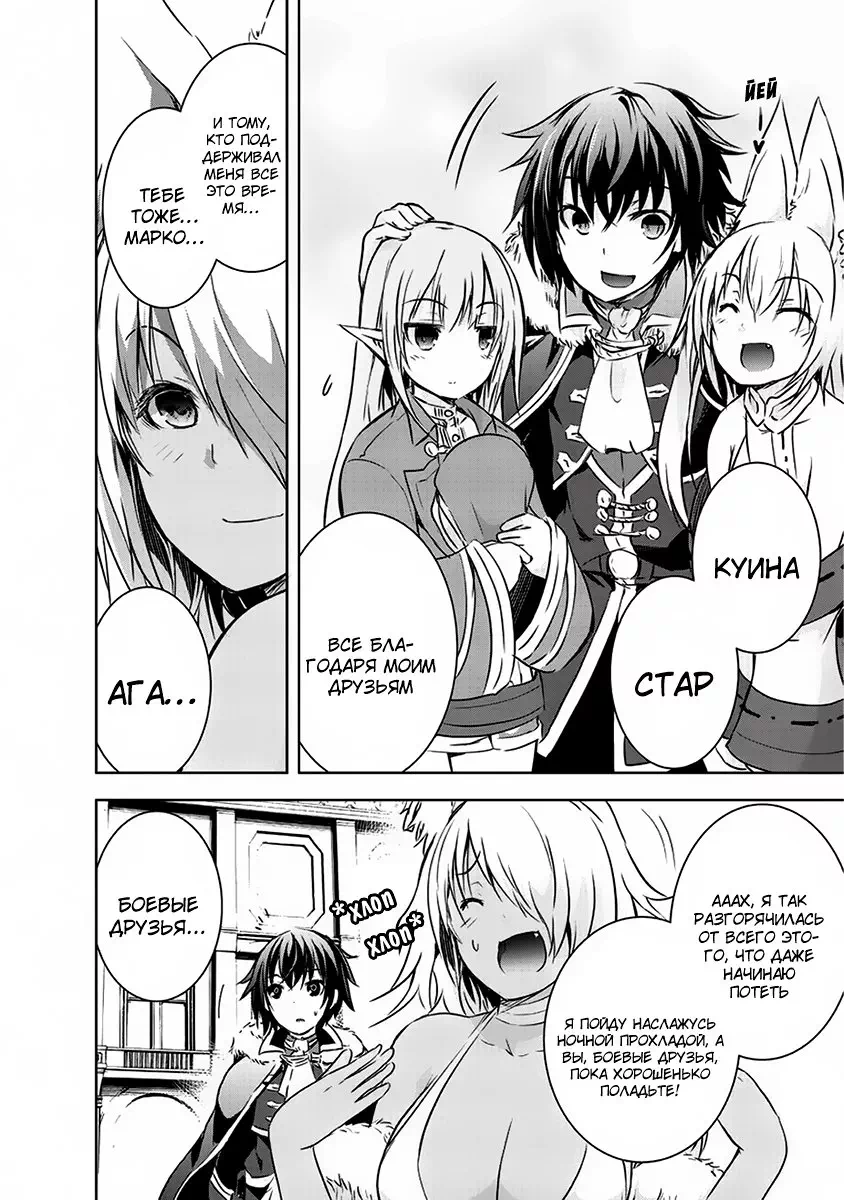 ЙЕЙ
КУИНА
СТАР
ВСЕ БЛА-
ГОДАРЯ МОИМ
ДРУЗЬЯМ
И ТОМУ,
КТО ПОД-
ДЕРЖИВАЛ
МЕНЯ ВСЕ
ЭТО ВРЕ-
МЯ...
ТЕБЕ
ТОЖЕ...
МАРКО...
АГА...
АААХ, Я ТАК
РАЗГОРЯЧИЛАСЬ
ОТ ВСЕГО ЭТО-
ГО, ЧТО ДАЖЕ
НАЧИНАЮ
ПОТЕТЬ
Я ПОЙДУ НАСЛАЖУСЬ
НОЧНОЙ ПРОХЛАДОЙ, А
ВЫ, БОЕВЫЕ ДРУЗЬЯ,
ПОКА ХОРОШЕНЬКО
ПОЛАДЬТЕ!
*ХЛОП
ХЛОП*
БОЕВЫЕ
ДРУЗЬЯ...